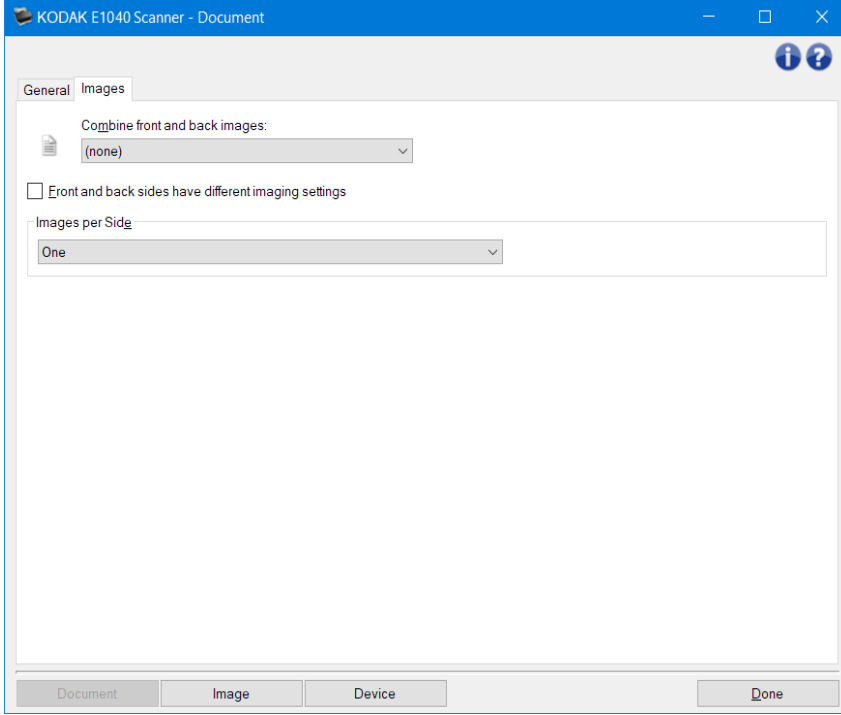 KODAK E1040 Scanner - Document
General Images
Combine front and back images:
(none)
Front and back sides have different imaging settings
Images per Side
One
Document Image Device Done